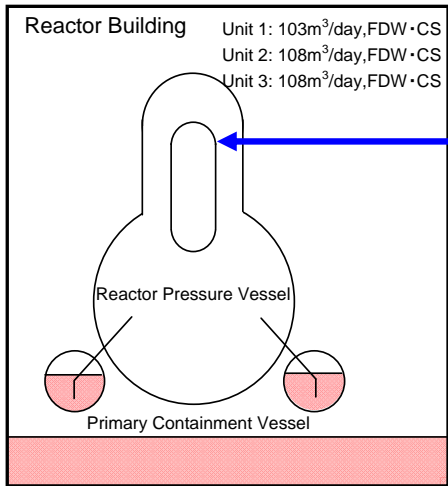 Reactor Building
Unit 1: 103m³/day,FDW・CS
Unit 2: 108m³/day,FDW・CS
Unit 3: 108m³/day,FDW・CS
Reactor Pressure Vessel
Primary Containment Vessel